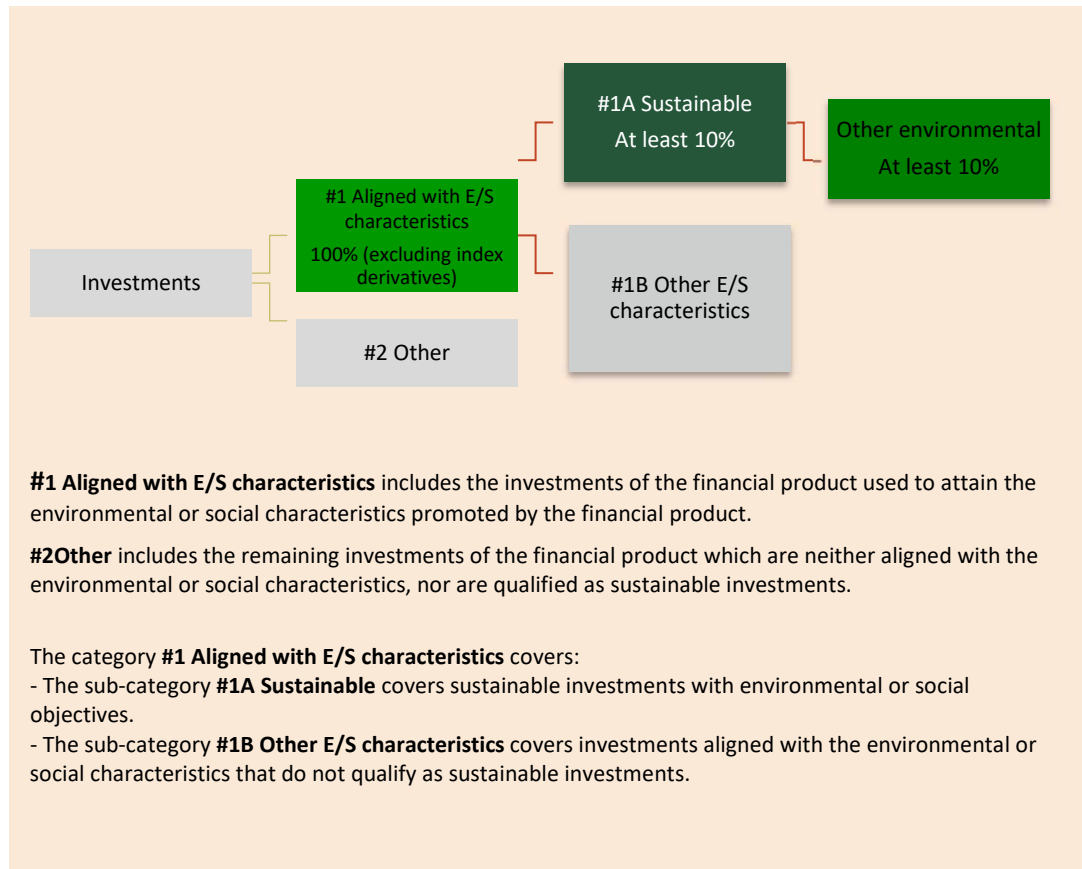 #1A Sustainable
At least 10%
Other environmental
At least 10%
#1 Aligned with E/S
characteristics
100% (excluding index
derivatives)
Investments
#1B Other E/S
characteristics
#2 Other
#1 Aligned with E/S characteristics includes the investments of the financial product used to attain the
environmental or social characteristics promoted by the financial product.
#2Other includes the remaining investments of the financial product which are neither aligned with the
environmental or social characteristics, nor are qualified as sustainable investments.
The category #1 Aligned with E/S characteristics covers:
- The sub-category #1A Sustainable covers sustainable investments with environmental or social
objectives.
- The sub-category #1B Other E/S characteristics covers investments aligned with the environmental or
social characteristics that do not qualify as sustainable investments.